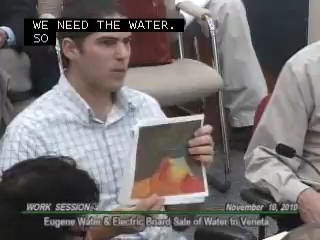 WE NEED THE WATER.
SO
WORK SESSION
November 10, 2010
Eugene Water & Electric Board Sale of Water to Veneta